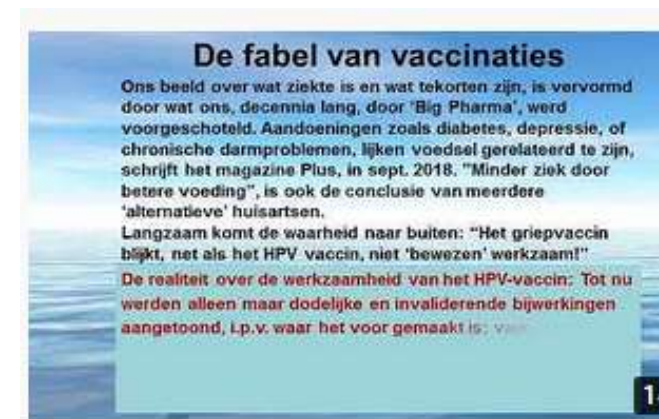 De fabel van vaccinaties
Ons beeld over wat ziekte is en wat tekorten zijn, is vervormd
door wat ons, decennia lang, door ‘Big Pharma’, werd
voorgeschoteld. Aandoeningen zoals diabetes, depressie, of
chronische darmproblemen, lijken voedsel gerelateerd te zijn,
schrijft het magazine Plus, in sept. 2018. "Minder ziek door
betere voeding", is ook de conclusie van meerdere
‘alternatieve’ huisartsen.
Langzaam komt de waarheid naar buiten: “Het griepvaccin
blijkt, net als het HPV vaccin, niet ‘bewezen’ werkzaam!”
De realiteit over de werkzaamheid van het HPV-vaccin: Tot nu
werden alleen maar dodelijke en invaliderende bijwerkingen
aangetoond, i.p.v. waar het voor gemaakt is;